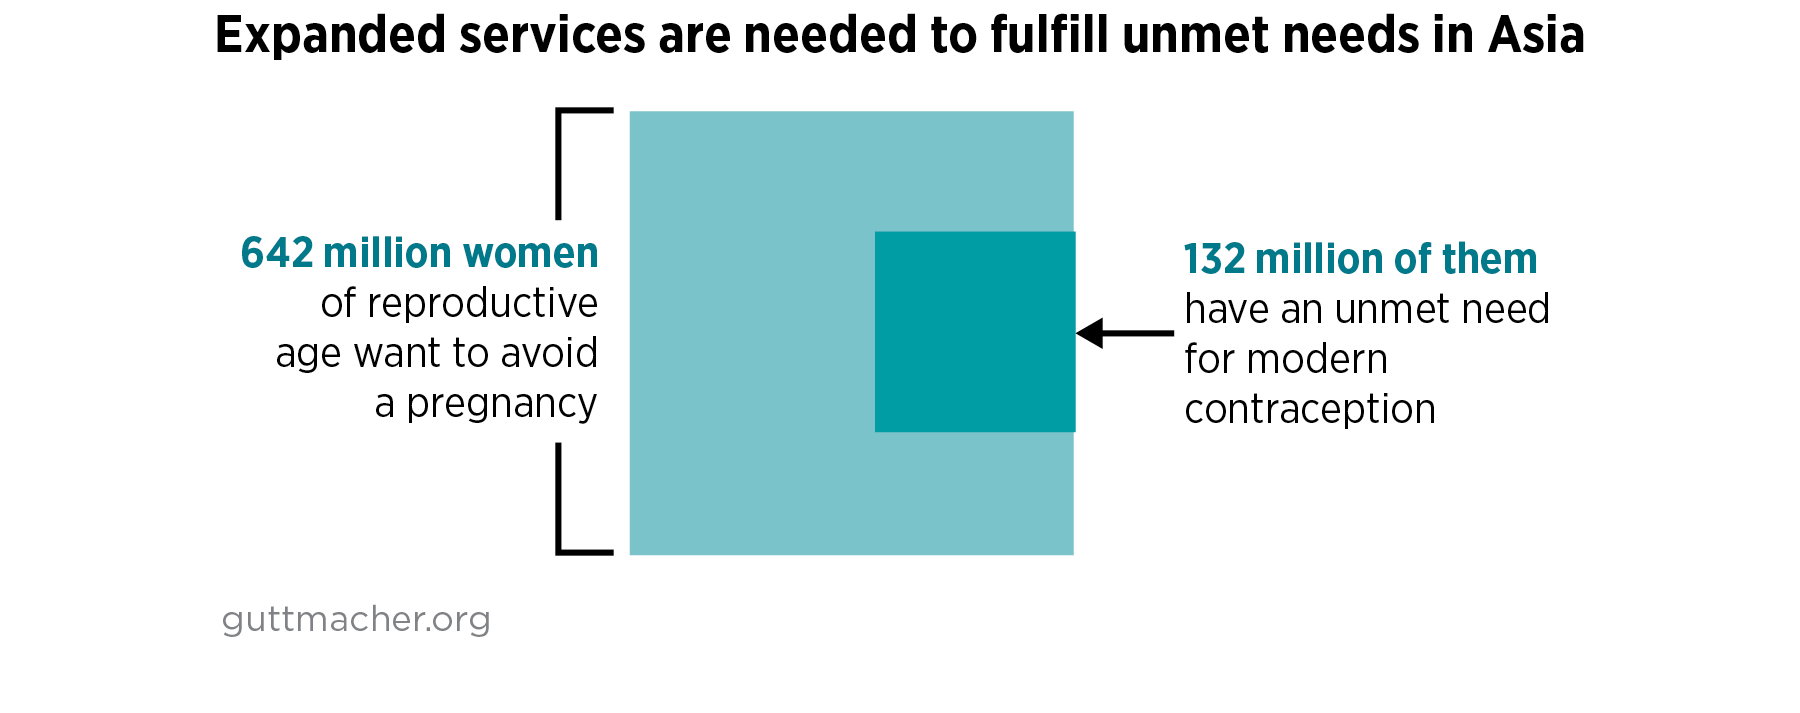 Expanded services are needed to fulfill unmet needs in Asia
642 million women
of reproductive
age want to avoid
a pregnancy
132 million of them
have an unmet need
for modern
contraception
guttmacher.org